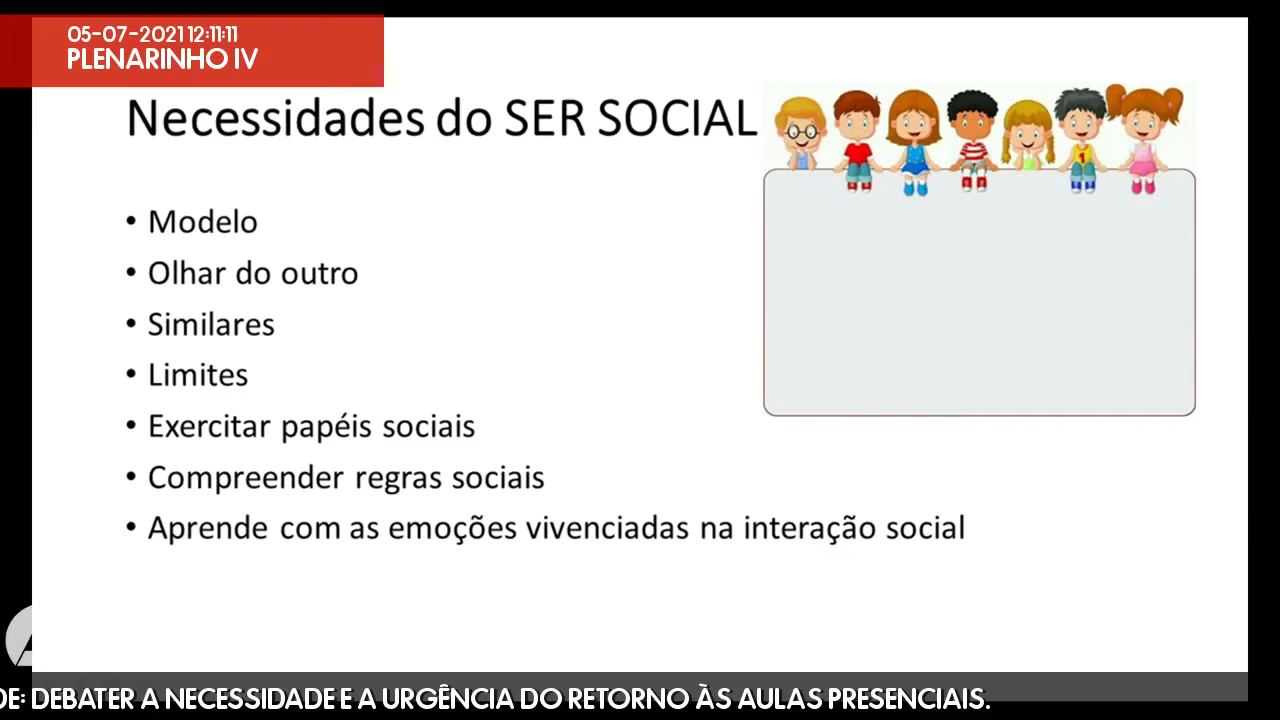 05-07-2021 12:11:11
PLENARINHO IV
Necessidades do SER SOCIAL
• Modelo
• Olhar do outro
• Similares
• Limites
• Exercitar papéis sociais
• Compreender regras sociais
• Aprende com as emoções vivenciadas na interação social
DE: DEBATER A NECESSIDADE E A URGÊNCIA DO RETORNO ÀS AULAS PRESENCIAIS.